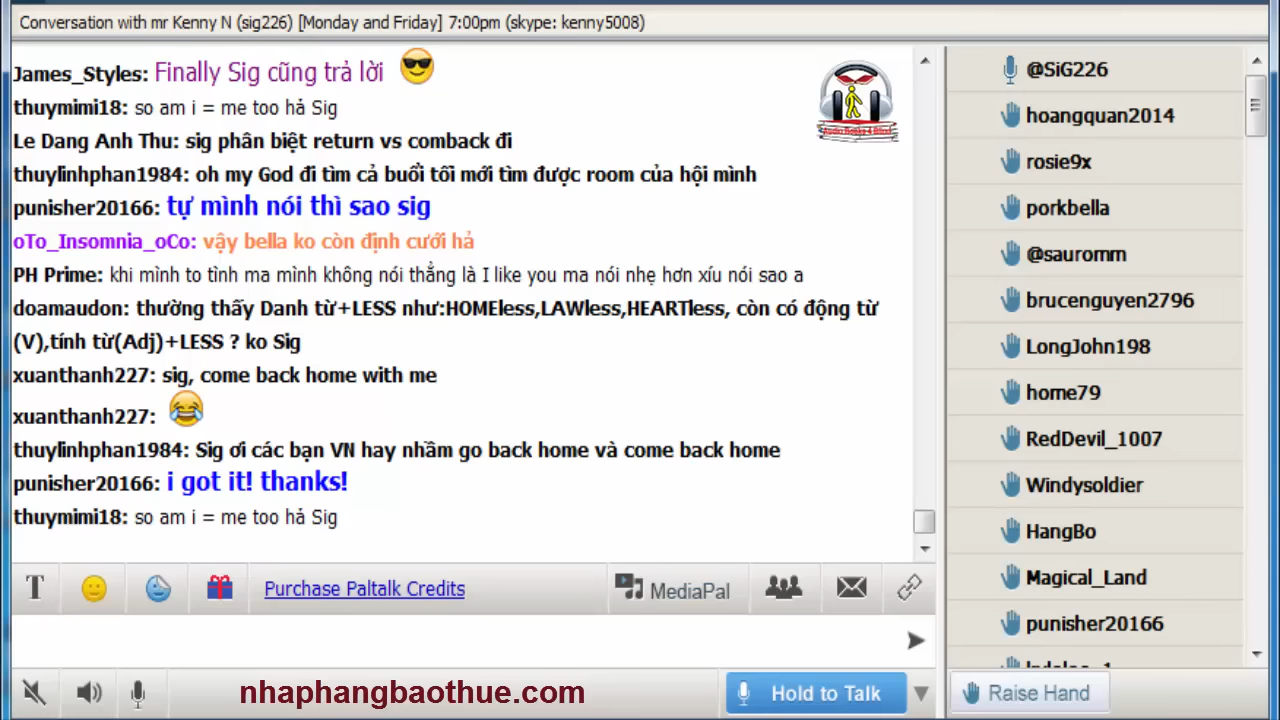 Conversation with mr Kenny N (sig226) [Monday and Friday] 7:00pm (skype: kenny5008)
James_Styles: Finally Sig cũng trả lời
thuymimi18: so am i = me too hả Sig
Le Dang Anh Thu: sig phân biệt return vs comback đi
thuylinhphan1984: oh my God đi tìm cả buổi tối mới tìm được room của hội mình
punisher20166: tự mình nói thì sao sig
oTo_Insomnia_oCo: vậy bella ko còn định cưới hả
PH Prime: khi mình to tình ma mình không nói thẳng là I like you ma nói nhẹ hơn xíu nói sao a
doamaudon: thường thấy Danh từ+LESS như:HOMEless,LAWless,HEARTless, còn có động từ
(V),tính từ(Adj)+LESS ? ko Sig
xuanthanh227: sig, come back home with me
xuanthanh227:
thuylinhphan1984: Sig ơi các bạn VN hay nhầm go back home và come back home
punisher20166: i got it! thanks!
thuymimi18: so am i = me too hả Sig
T
Purchase Paltalk Credits
MediaPal
nhaphangbaothue.com
Hold to Talk
@SiG226
hoangquan2014
rosie9x
porkbella
@sauromm
brucenguyen2796
LongJohn198
home79
RedDevil_1007
Windysoldier
HangBo
Magical_Land
punisher20166
Raise Hand